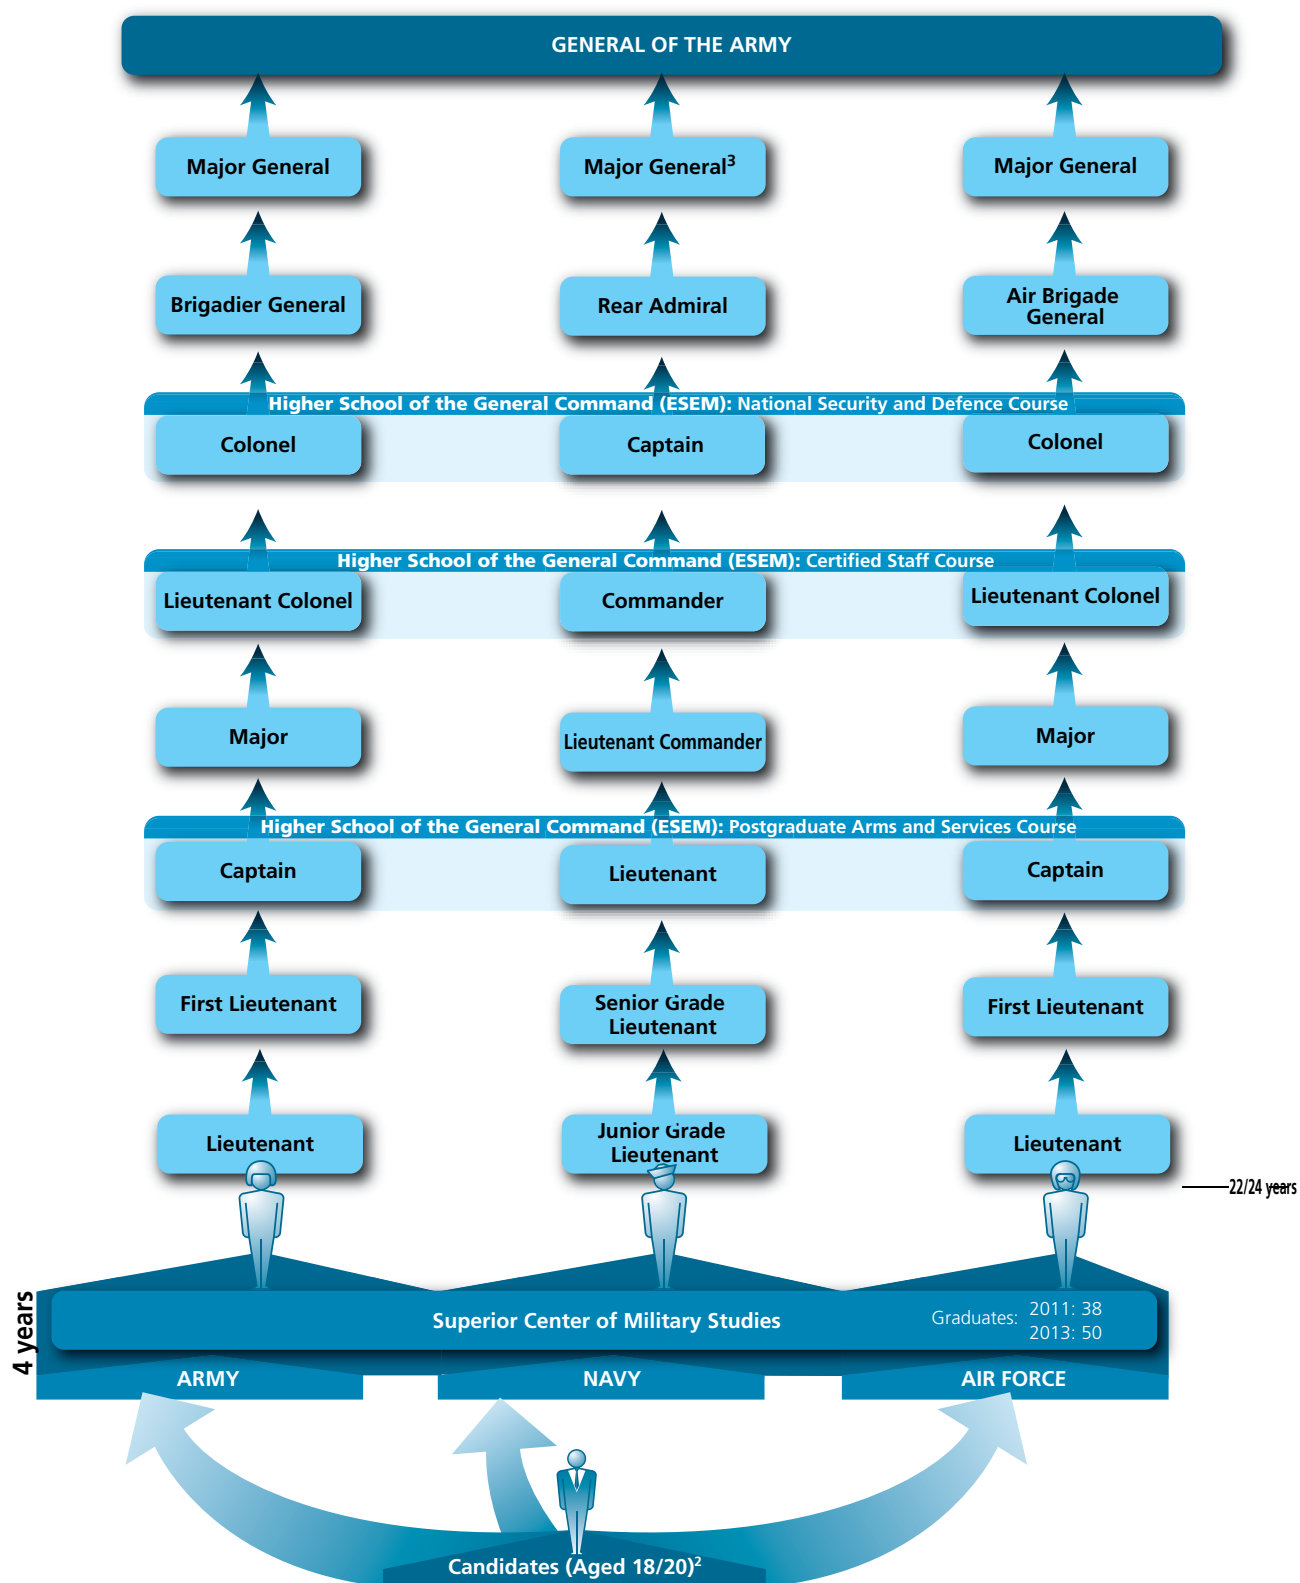 GENERAL OF THE ARMY
Major General
Major General³
Major General
Brigadier General
Rear Admiral
Air Brigade
General
Higher School of the General Command (ESEM): National Security and Defence Course
Colonel
Captain
Colonel
Higher School of the General Command (ESEM): Certified Staff Course
Lieutenant Colonel
Commander
Lieutenant Colonel
Major
Lieutenant Commander
Major
Higher School of the General Command (ESEM): Postgraduate Arms and Services Course
Captain
Lieutenant
Captain
First Lieutenant
Senior Grade
Lieutenant
First Lieutenant
Lieutenant
Junior Grade
Lieutenant
Lieutenant
22/24 years
4 years
Superior Center of Military Studies
Graduates: 2011: 38
2013: 50
ARMY
NAVY
AIR FORCE
Candidates (Aged 18/20)²